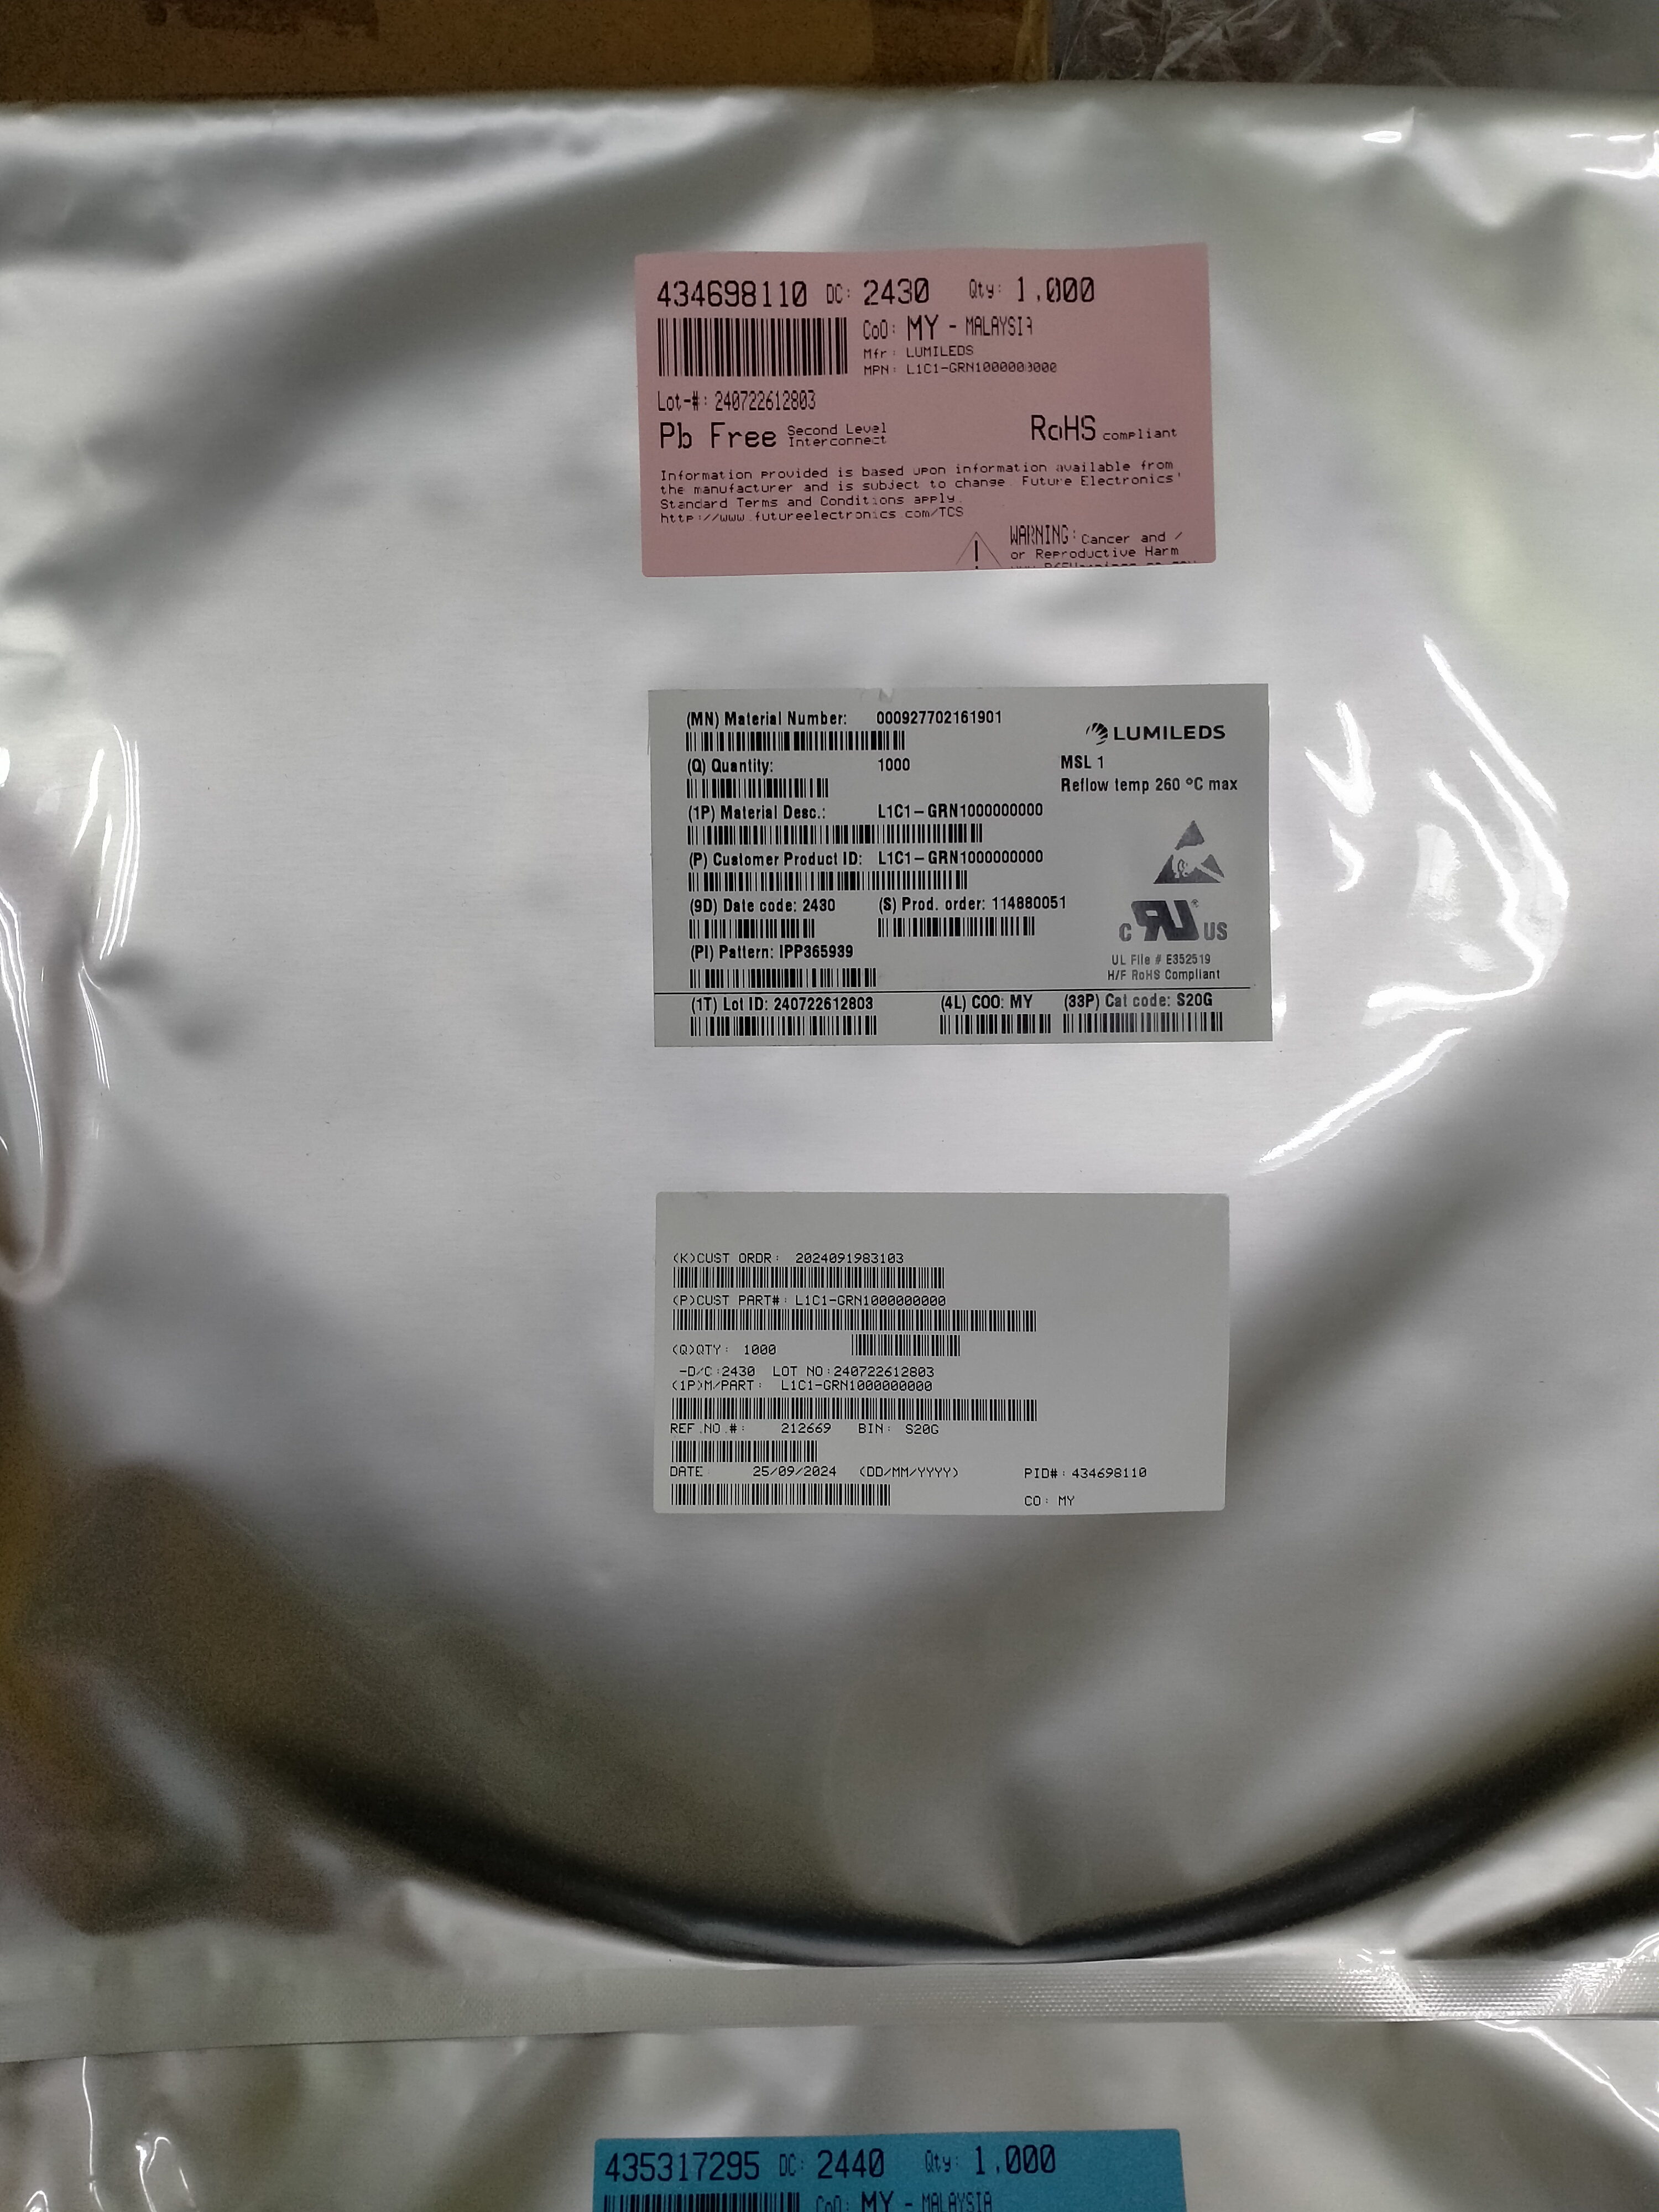 434698110 DC: 2430 Qty: 1,000
CoO: MY - MALAYSIA
Mfr: LUMILEDS
MPN: L1C1-GRN1000000000
Lot-#: 240722612803
Pb Free Second Level Interconnect RoHS compliant
Information provided is based upon information available from
the manufacturer and is subject to change. Future Electronics'
Standard Terms and Conditions apply.
http://www.futureelectronics.com/TCS
WARNING: Cancer and /
or Reproductive Harm
(MN) Material Number: 000927702161901
LUMILEDS
(Q) Quantity: 1000
MSL 1
Reflow temp 260 °C max
(1P) Material Desc.: L1C1-GRN1000000000
(P) Customer Product ID: L1C1-GRN1000000000
(9D) Date code: 2430 (S) Prod. order: 114880051
C RU® US
(PI) Pattern: IPP365939
UL File # E352519
H/F RoHS Compliant
(1T) Lot ID: 240722612803 (4L) COO: MY (33P) Cat code: S20G
(K)CUST ORDR: 2024091983103
(P)CUST PART#: L1C1-GRN1000000000
(Q)QTY: 1000
-D/C:2430 LOT NO:240722612803
(1P)M/PART: L1C1-GRN1000000000
REF.NO.#: 212669 BIN: S20G
DATE: 25/09/2024 (DD/MM/YYYY) PID#: 434698110
CO: MY
435317295 DC: 2440 Qty: 1,000
CoO: MY - MALAYSIA